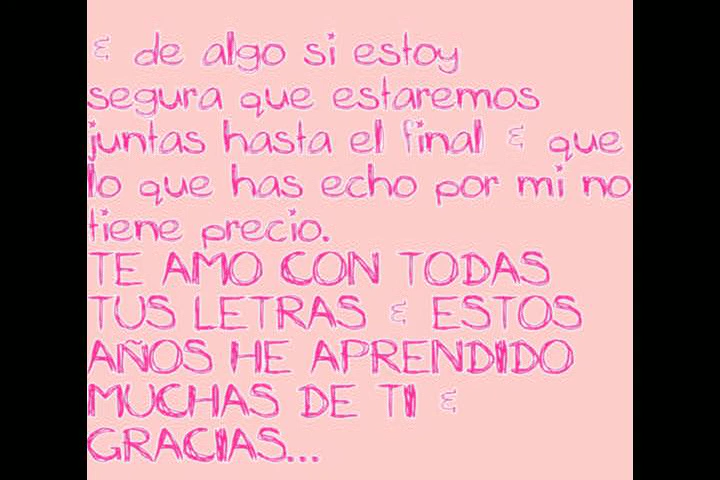 & de algo si estoy
segura que estaremos
juntas hasta el final & que
lo que has echo por mi no
tiene precio.
TE AMO CON TODAS
TUS LETRAS & ESTOS
AÑOS HE APRENDIDO
MUCHAS DE TI &
GRACIAS...